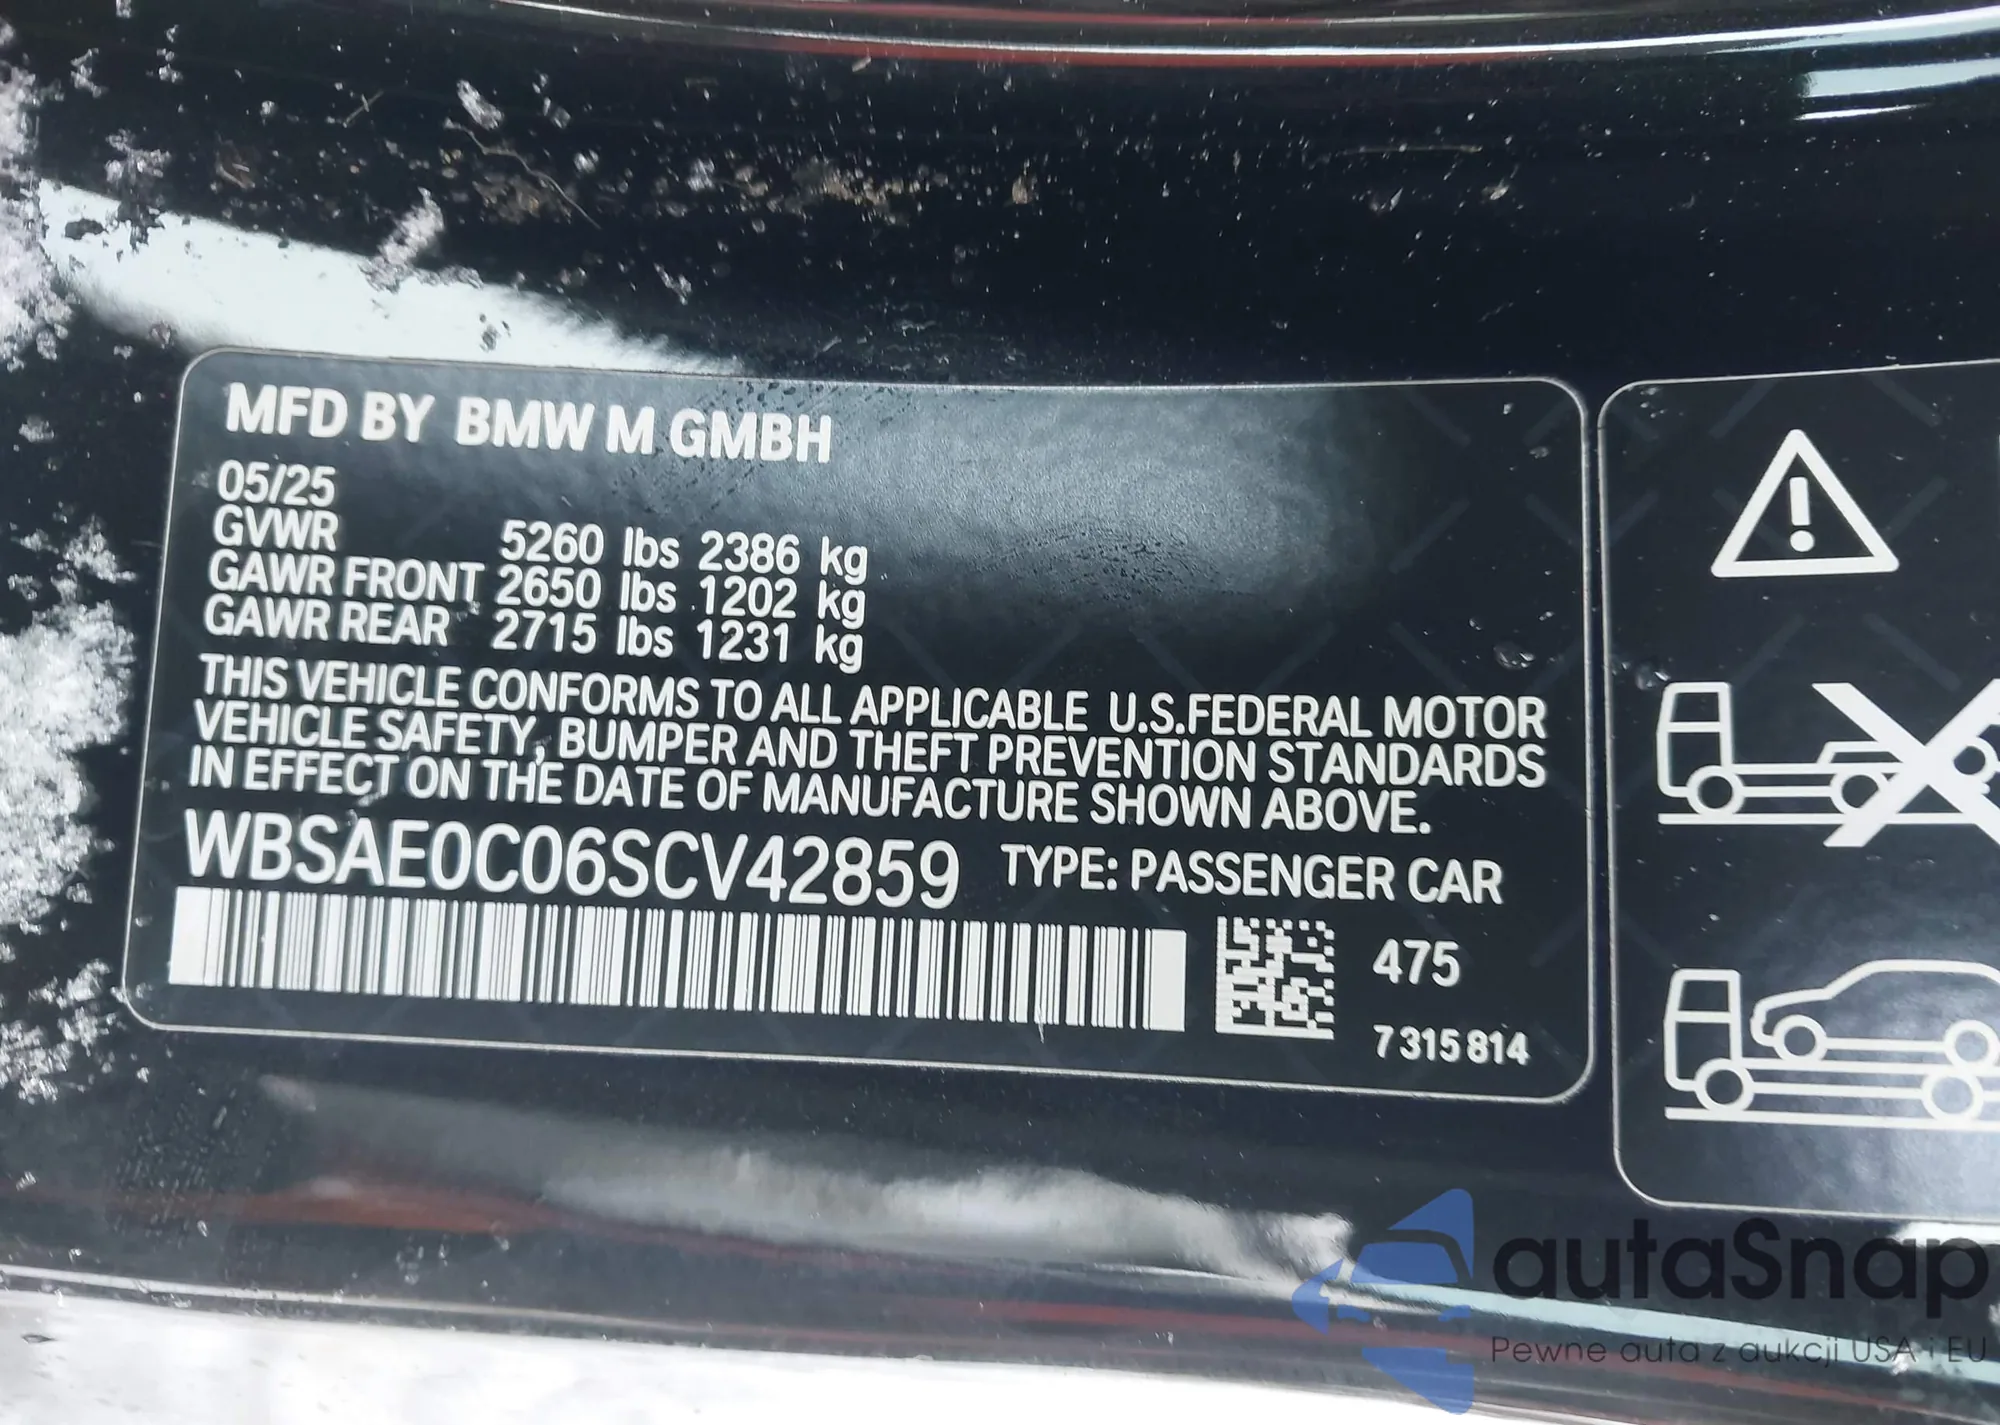 MFD BY BMW M GMBH
05/25
GVWR 5260 lbs 2386 kg
GAWR FRONT 2650 lbs 1202 kg
GAWR REAR 2715 lbs 1231 kg
THIS VEHICLE CONFORMS TO ALL APPLICABLE U.S.FEDERAL MOTOR
VEHICLE SAFETY, BUMPER AND THEFT PREVENTION STANDARDS
IN EFFECT ON THE DATE OF MANUFACTURE SHOWN ABOVE.
WBSAE0C06SCV42859 TYPE: PASSENGER CAR
475
7315814
autaSnap
Pewne auta z aukcji USA i EU